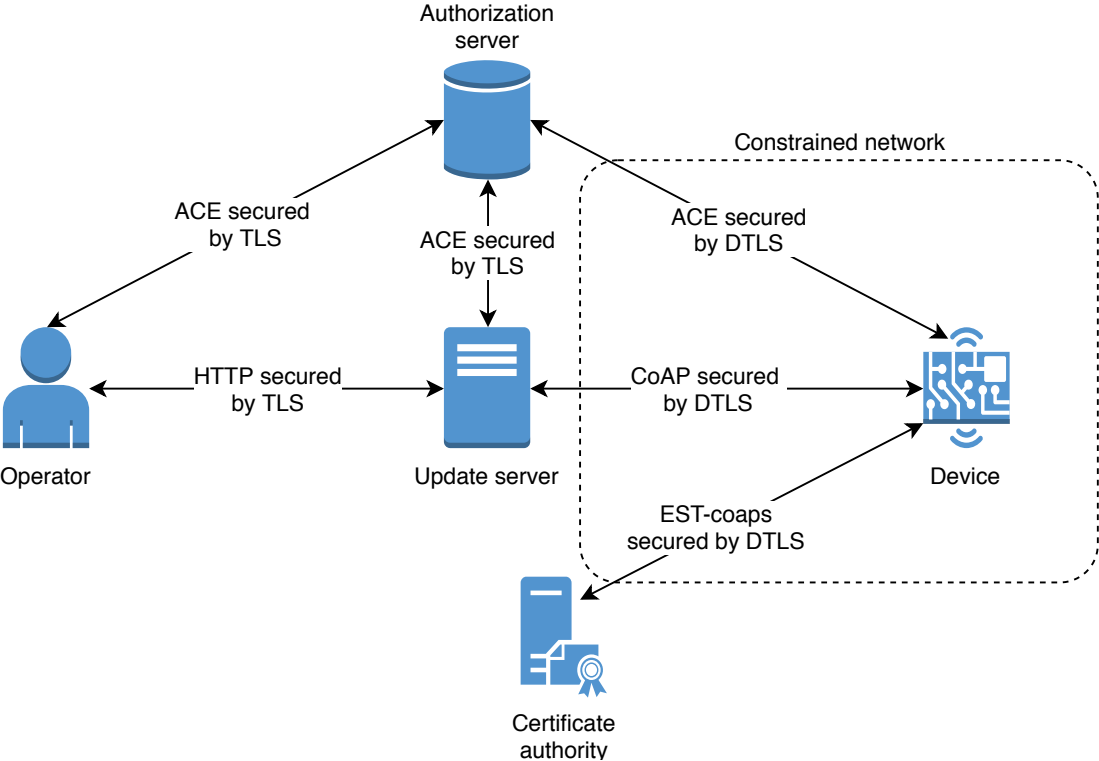 Authorization
server
Constrained network
ACE secured
by TLS
ACE secured
by TLS
ACE secured
by DTLS
HTTP secured
by TLS
CoAP secured
by DTLS
Operator
Update server
Device
EST-coaps
secured by DTLS
Certificate
authority